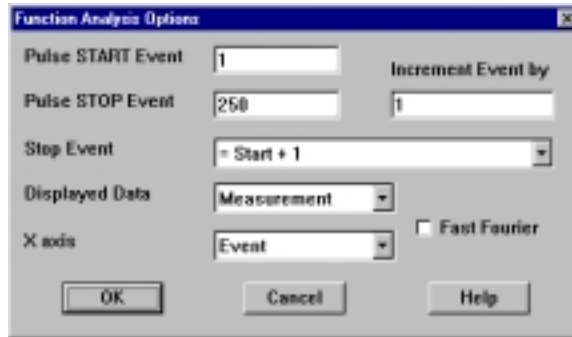 Function Analysis Options
Pulse START Event 1
Increment Event by
Pulse STOP Event 250 1
Stop Event = Start + 1
Displayed Data Measurement
Fast Fourier
X axis Event
OK Cancel Help